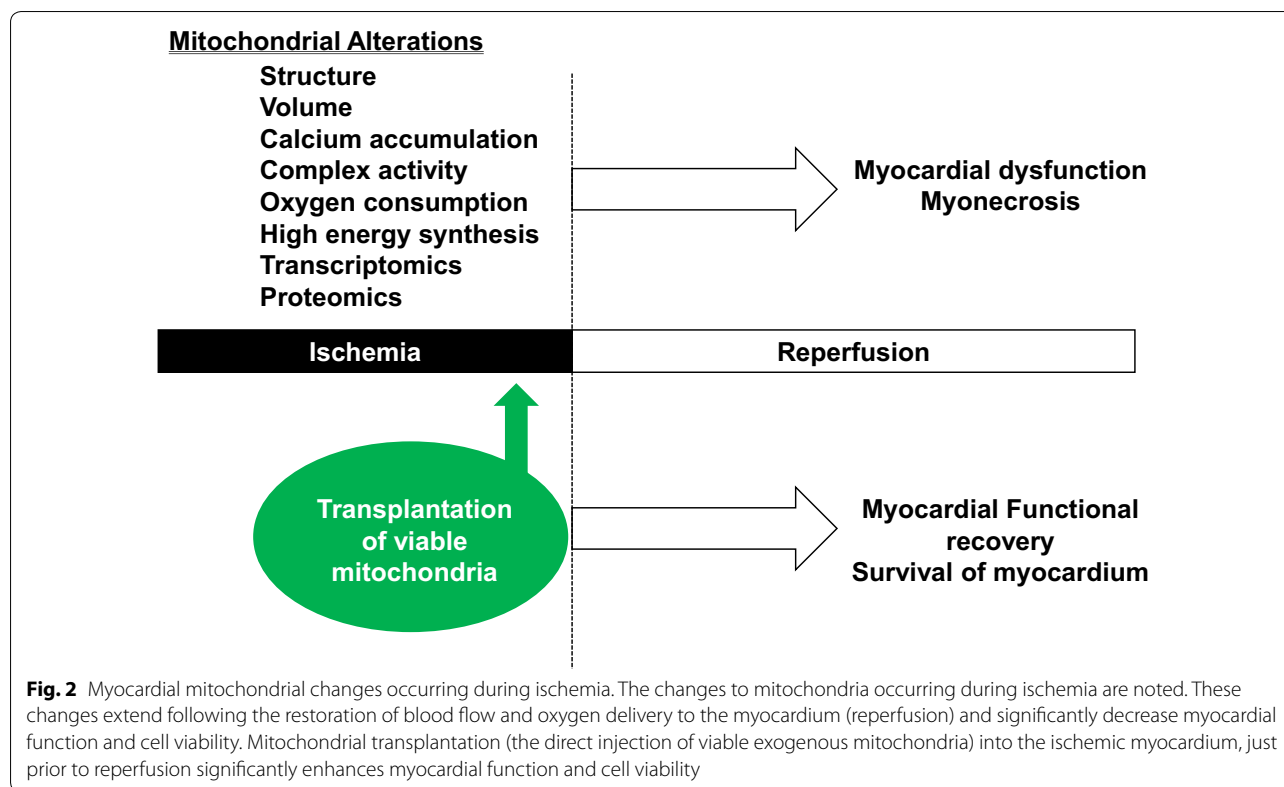 Mitochondrial Alterations
Structure
Volume
Calcium accumulation
Complex activity
Oxygen consumption
High energy synthesis
Transcriptomics
Proteomics
Myocardial dysfunction
Myonecrosis
Ischemia
Reperfusion
Transplantation
of viable
mitochondria
Myocardial Functional
recovery
Survival of myocardium
Fig. 2 Myocardial mitochondrial changes occurring during ischemia. The changes to mitochondria occurring during ischemia are noted. These
changes extend following the restoration of blood flow and oxygen delivery to the myocardium (reperfusion) and significantly decrease myocardial
function and cell viability. Mitochondrial transplantation (the direct injection of viable exogenous mitochondria) into the ischemic myocardium, just
prior to reperfusion significantly enhances myocardial function and cell viability